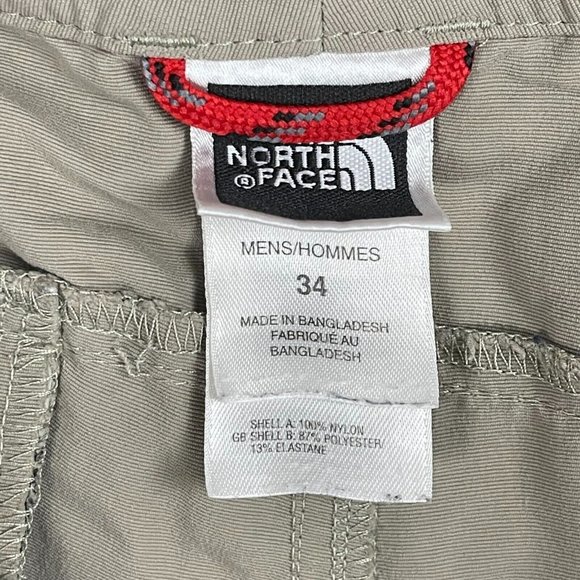 NORTH
® FACE
MENS/HOMMES
34
MADE IN BANGLADESH
FABRIQUÉ AU
BANGLADESH
SHELL A: 100% NYLON
GB SHELL B: 87% POLYESTER/
13% ELASTANE